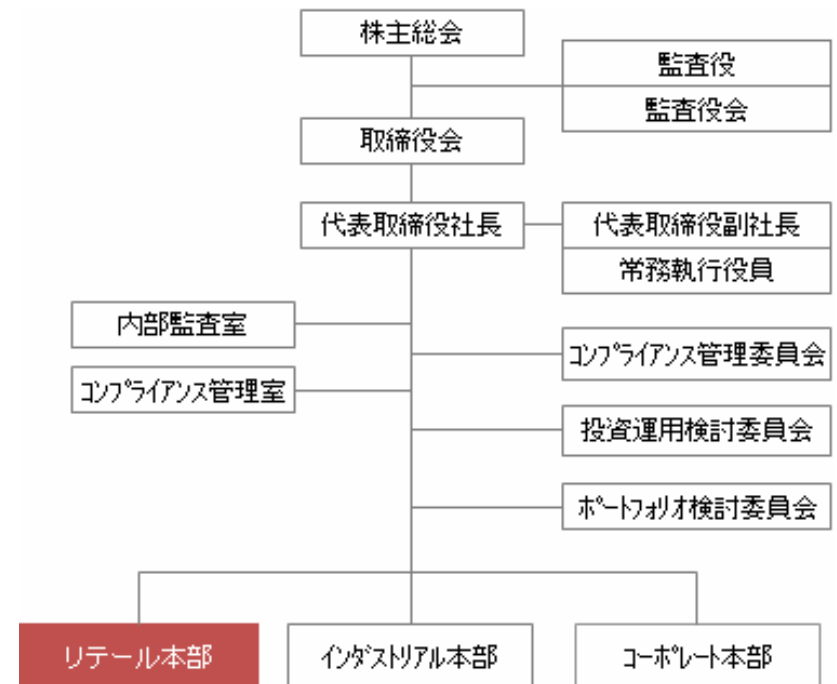 株主総会
監査役
監査役会
取締役会
代表取締役社長
代表取締役副社長
常務執行役員
内部監査室
ｺﾝﾌﾟﾗｲｱﾝｽ管理委員会
ｺﾝﾌﾟﾗｲｱﾝｽ管理室
投資運用検討委員会
ﾎﾟｰﾄﾌｫﾘｵ検討委員会
リテール本部
ｲﾝﾀﾞｽﾄﾘｱﾙ本部
ｺｰﾎﾟﾚｰﾄ本部